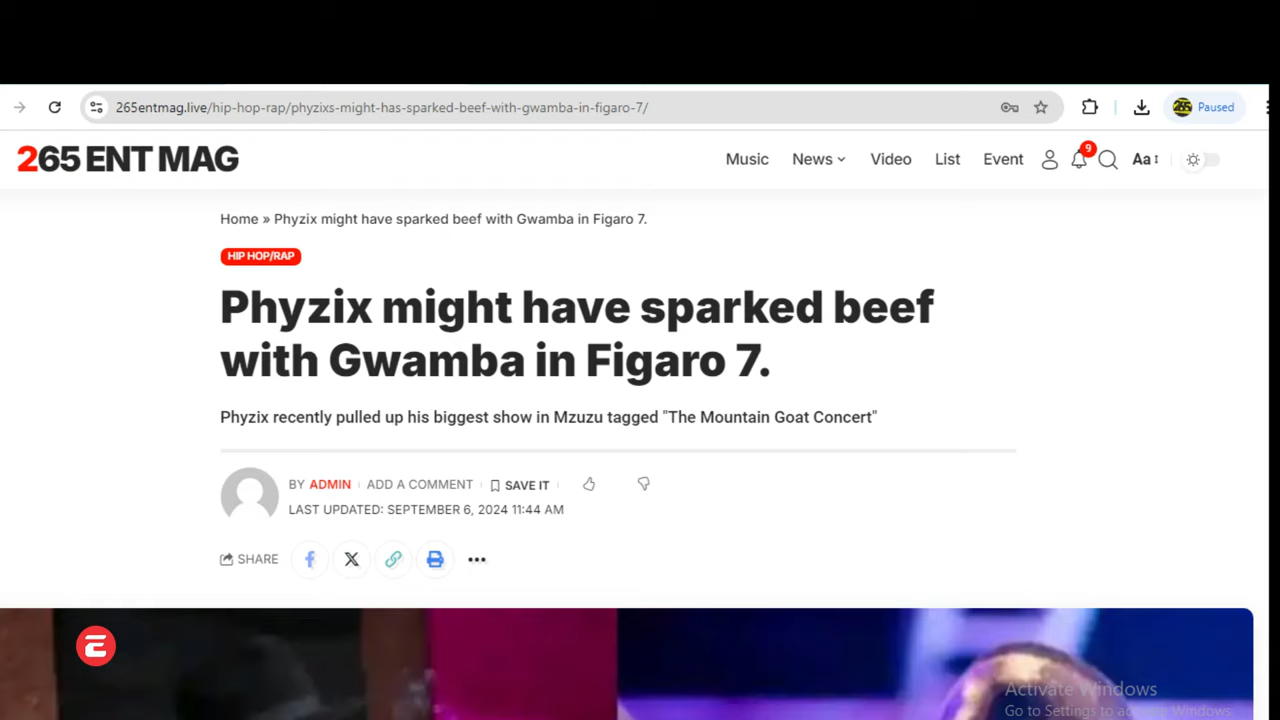 265entmag.live/hip-hop-rap/phyzixs-might-has-sparked-beef-with-gwamba-in-figaro-7/
Paused
265 ENT MAG
Music News Video List Event 9 Aa
Home » Phyzix might have sparked beef with Gwamba in Figaro 7.
HIP HOP/RAP
Phyzix might have sparked beef
with Gwamba in Figaro 7.
Phyzix recently pulled up his biggest show in Mzuzu tagged "The Mountain Goat Concert"
BY ADMIN ADD A COMMENT SAVE IT
LAST UPDATED: SEPTEMBER 6, 2024 11:44 AM
SHARE
Activate Windows
Go to Settings to activate Windows.